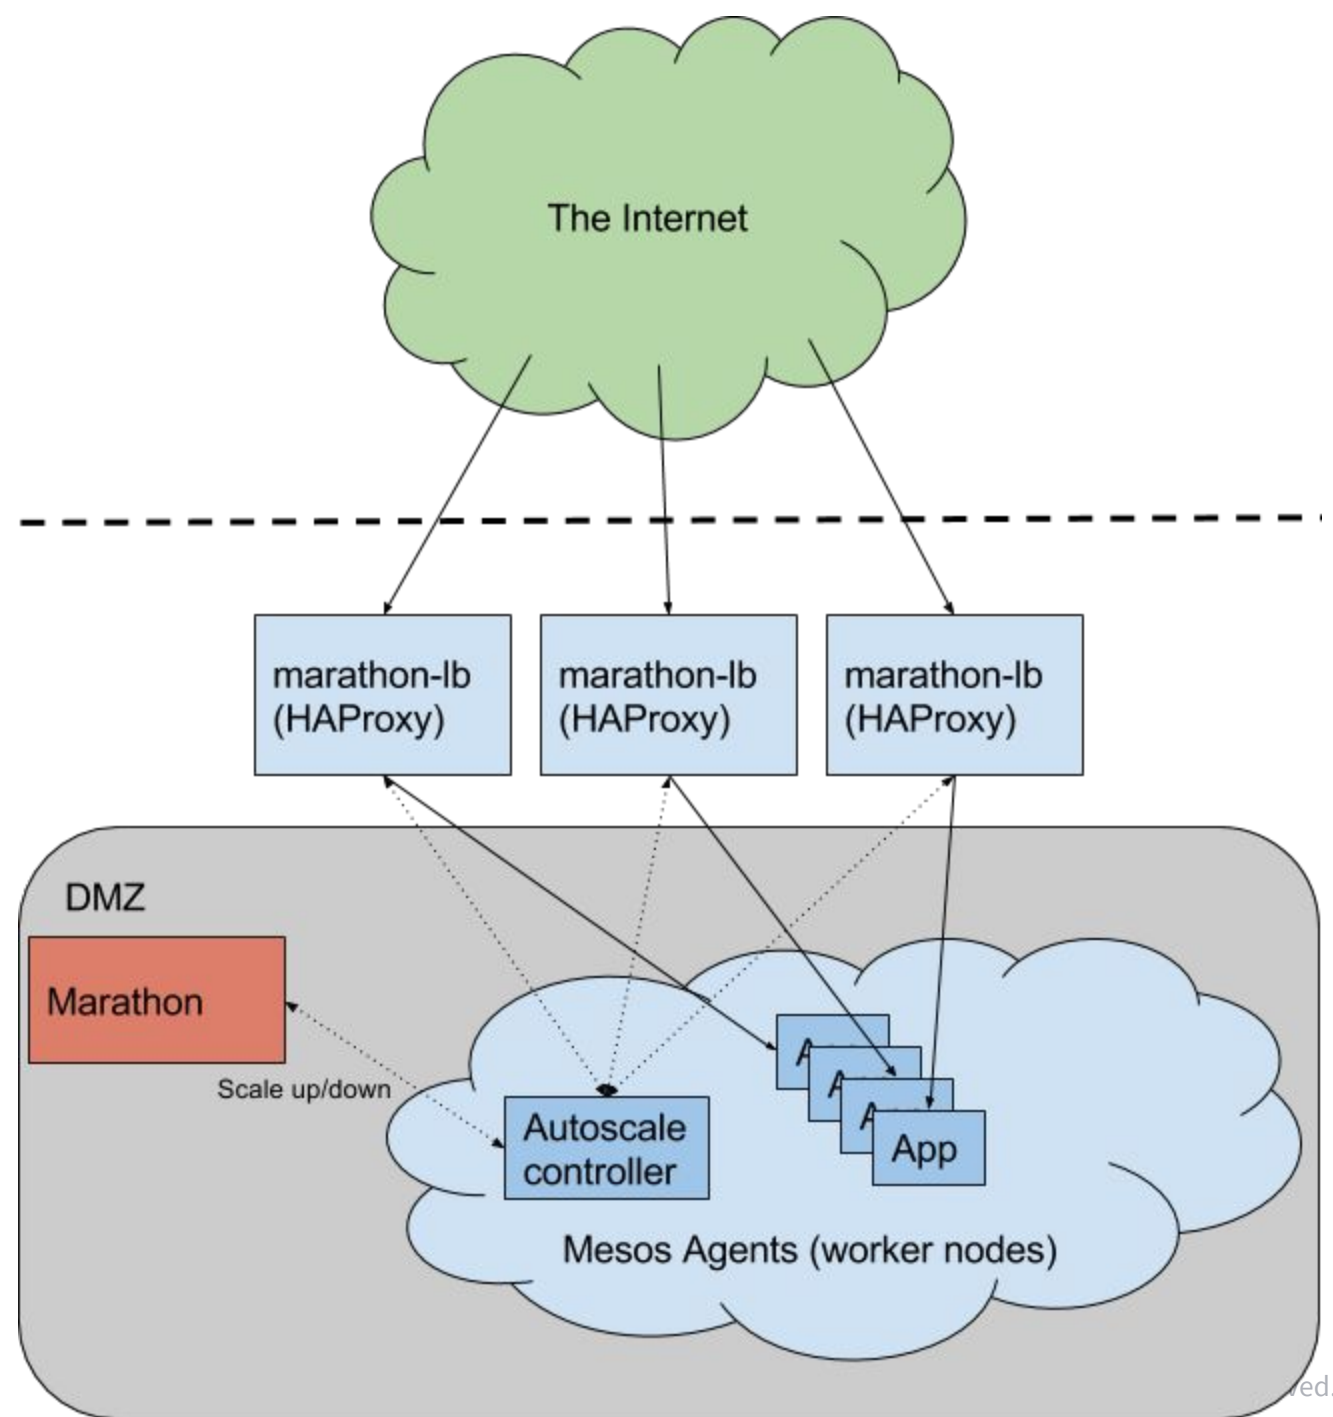 The Internet
marathon-lb
(HAProxy)
marathon-lb
(HAProxy)
marathon-lb
(HAProxy)
DMZ
Marathon
Scale up/down
Autoscale
controller
App
Mesos Agents (worker nodes)